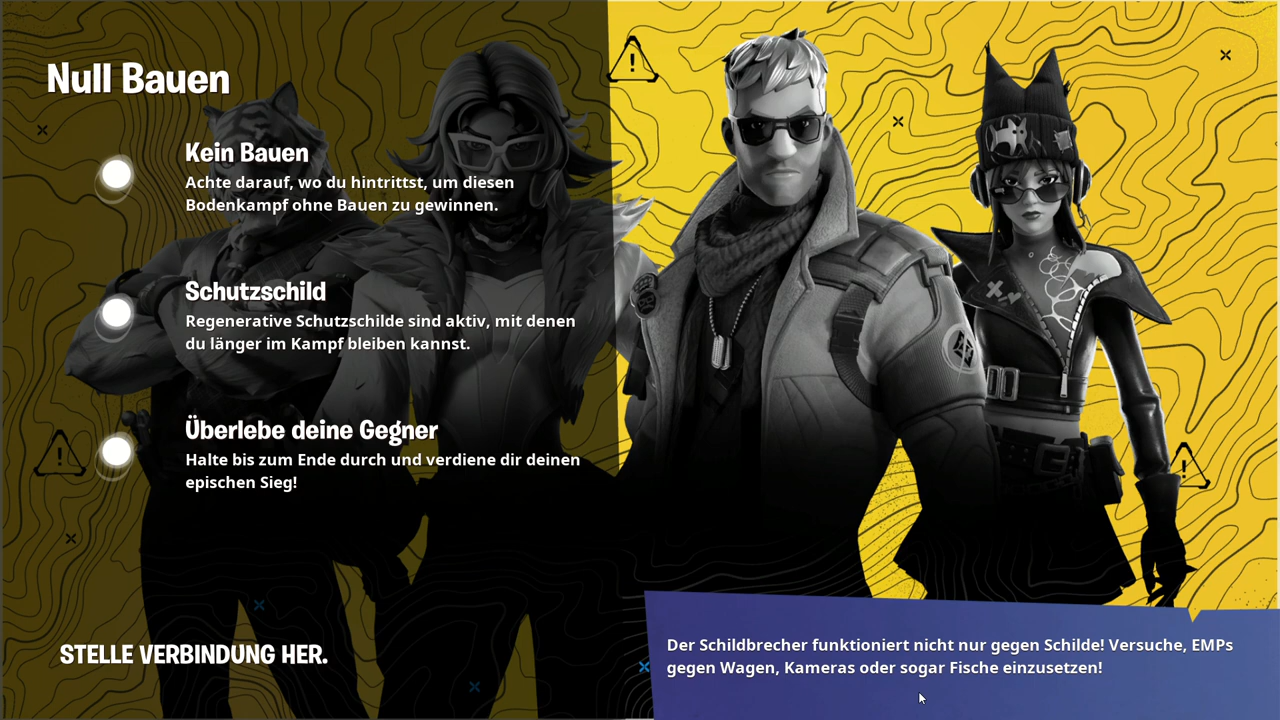 Null Bauen
Kein Bauen
Achte darauf, wo du hintrittst, um diesen
Bodenkampf ohne Bauen zu gewinnen.
Schutzschild
Regenerative Schutzschilde sind aktiv, mit denen
du länger im Kampf bleiben kannst.
Überlebe deine Gegner
Halte bis zum Ende durch und verdiene dir deinen
epischen Sieg!
STELLE VERBINDUNG HER.
Der Schildbrecher funktioniert nicht nur gegen Schilde! Versuche, EMPs
gegen Wagen, Kameras oder sogar Fische einzusetzen!